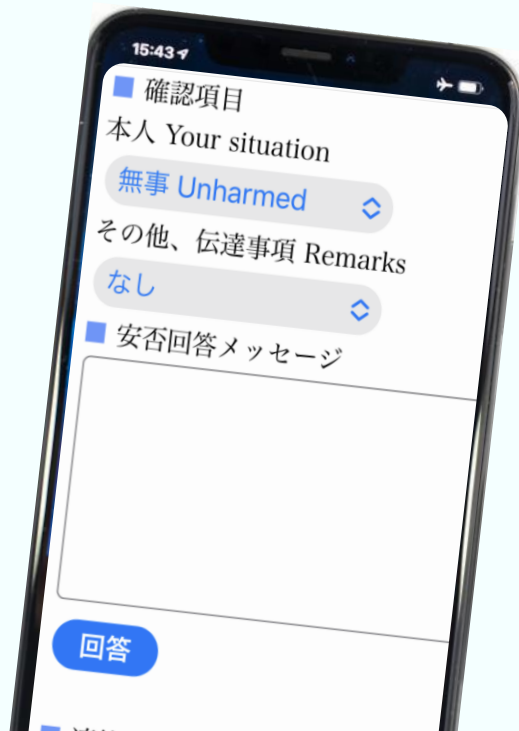 15:43
■ 確認項目
本人 Your situation
無事 Unharmed
その他、伝達事項 Remarks
なし
■ 安否回答メッセージ
回答